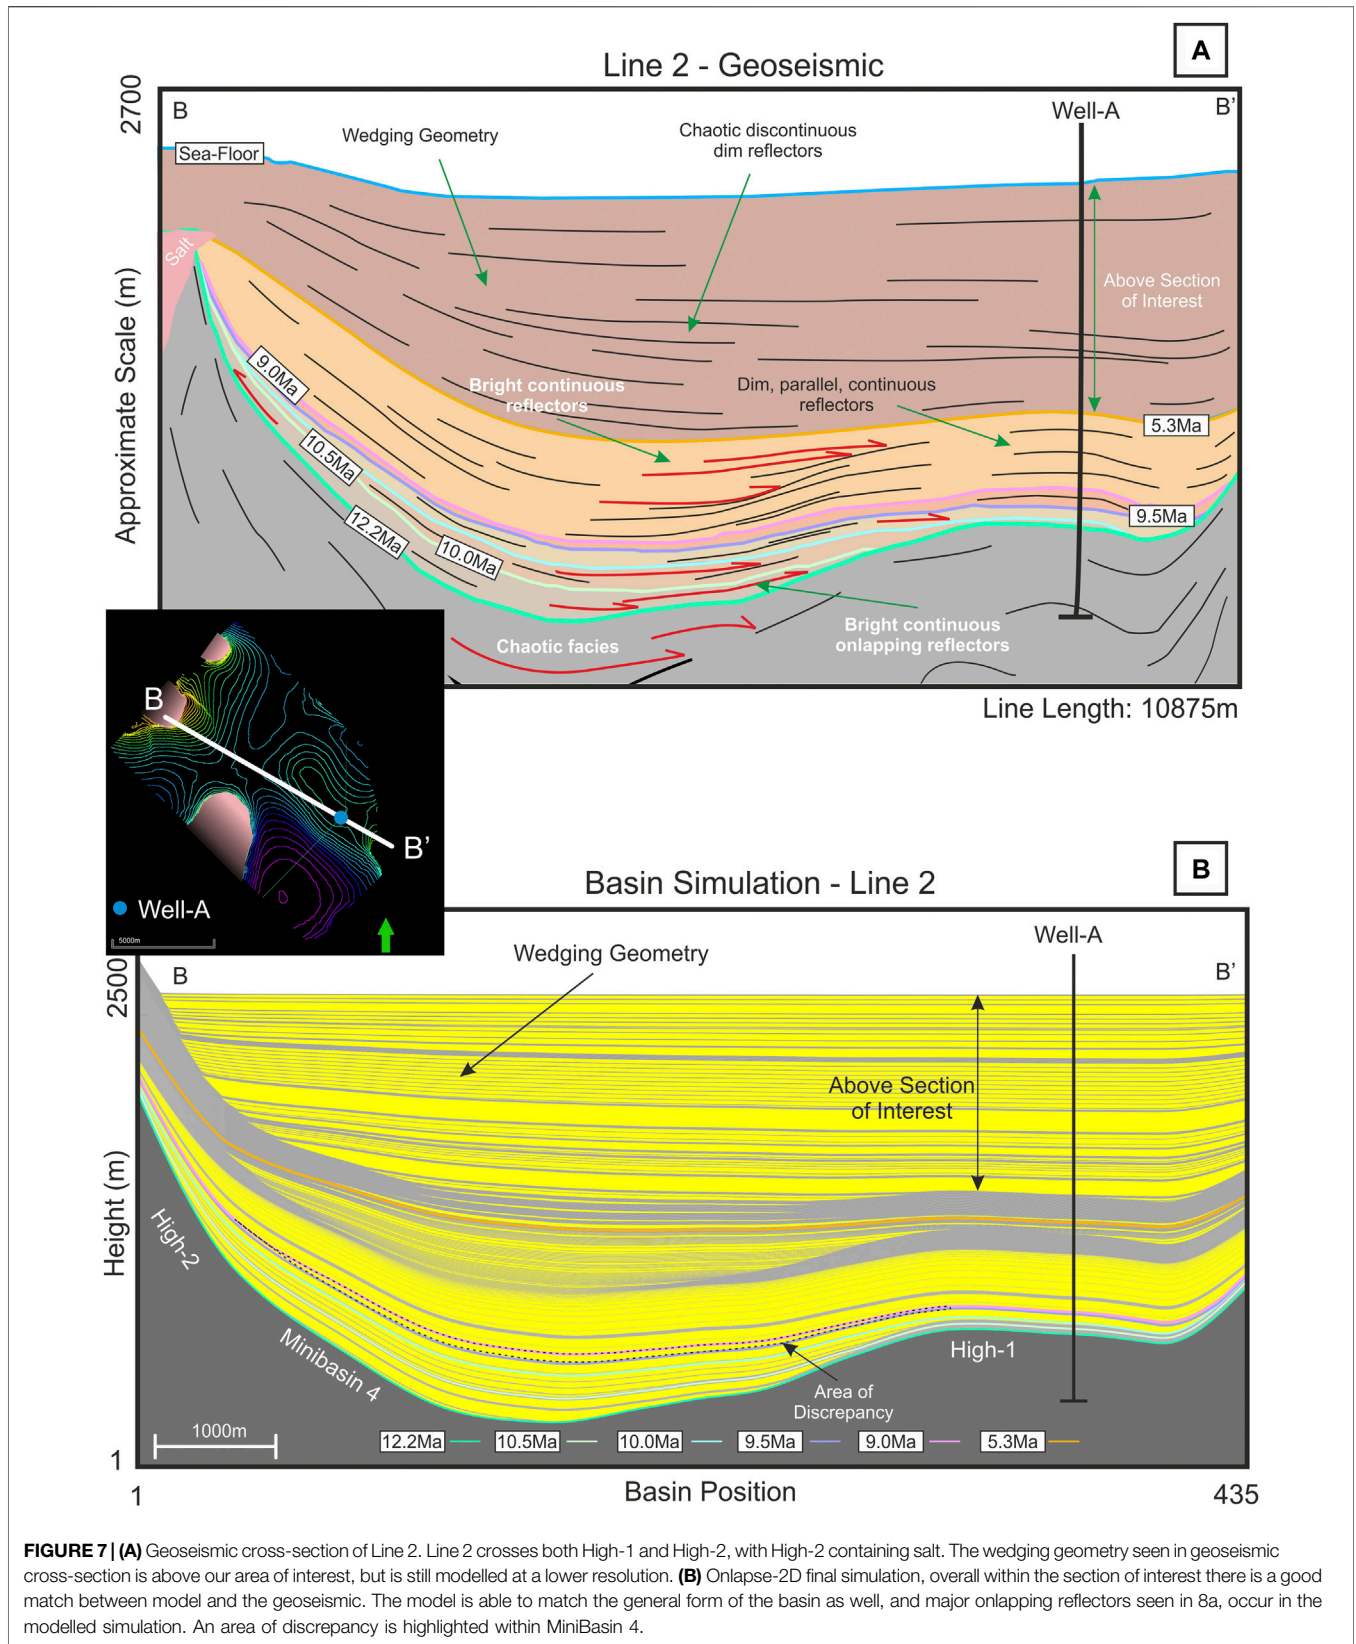 A
Line 2 - Geoseismic
2700
B
B'
Well-A
Wedging Geometry
Chaotic discontinuous
dim reflectors
Sea-Floor
Salt
Approximate Scale (m)
Above Section
of Interest
9.0Ma
Bright continuous
reflectors
Dim, parallel, continuous
reflectors
5.3Ma
10.5Ma
9.5Ma
12.2Ma
10.0Ma
Chaotic facies
Bright continuous
onlapping reflectors
Line Length: 10875m
B
B'
Well-A
5000m
B
Basin Simulation - Line 2
2500
B
B'
Well-A
Wedging Geometry
Above Section
of Interest
Height (m)
High-2
Minibasin 4
High-1
Area of
Discrepancy
1000m
12.2Ma
10.5Ma
10.0Ma
9.5Ma
9.0Ma
5.3Ma
1
1
Basin Position
435
FIGURE 7 | (A) Geoseismic cross-section of Line 2. Line 2 crosses both High-1 and High-2, with High-2 containing salt. The wedging geometry seen in geoseismic
cross-section is above our area of interest, but is still modelled at a lower resolution. (B) Onlapse-2D final simulation, overall within the section of interest there is a good
match between model and the geoseismic. The model is able to match the general form of the basin as well, and major onlapping reflectors seen in 8a, occur in the
modelled simulation. An area of discrepancy is highlighted within MiniBasin 4.